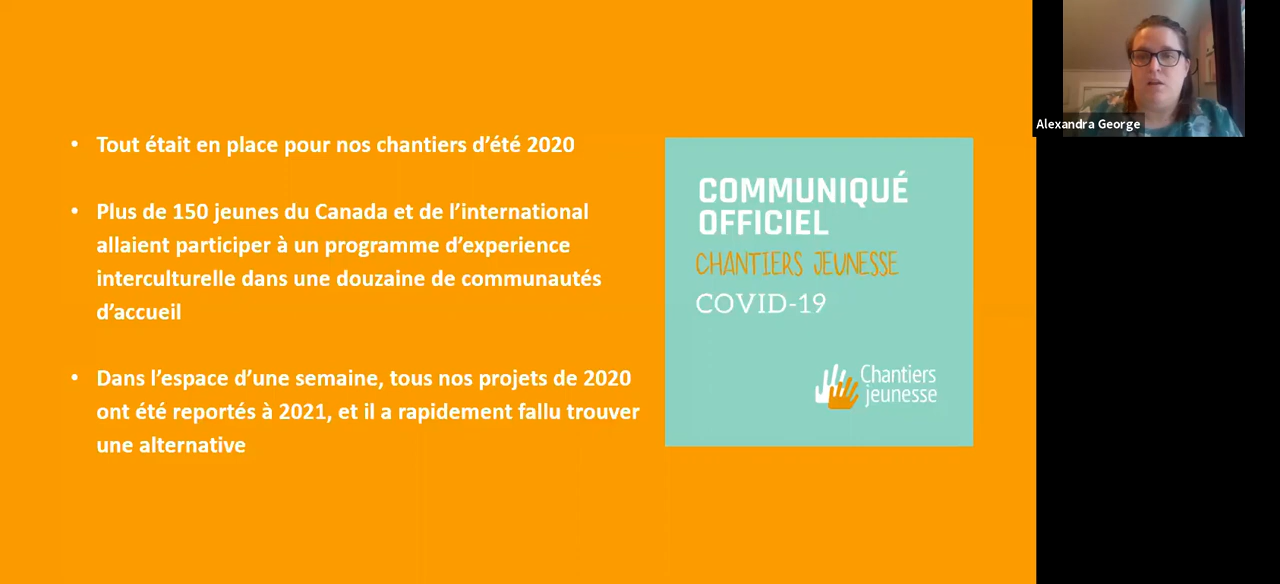 • Tout était en place pour nos chantiers d’été 2020
• Plus de 150 jeunes du Canada et de l’international
allaient participer à un programme d’experience
interculturelle dans une douzaine de communautés
d’accueil
• Dans l’espace d’une semaine, tous nos projets de 2020
ont été reportés à 2021, et il a rapidement fallu trouver
une alternative
COMMUNIQUÉ
OFFICIEL
CHANTIERS JEUNESSE
COVID-19
Chantiers
jeunesse
Alexandra George